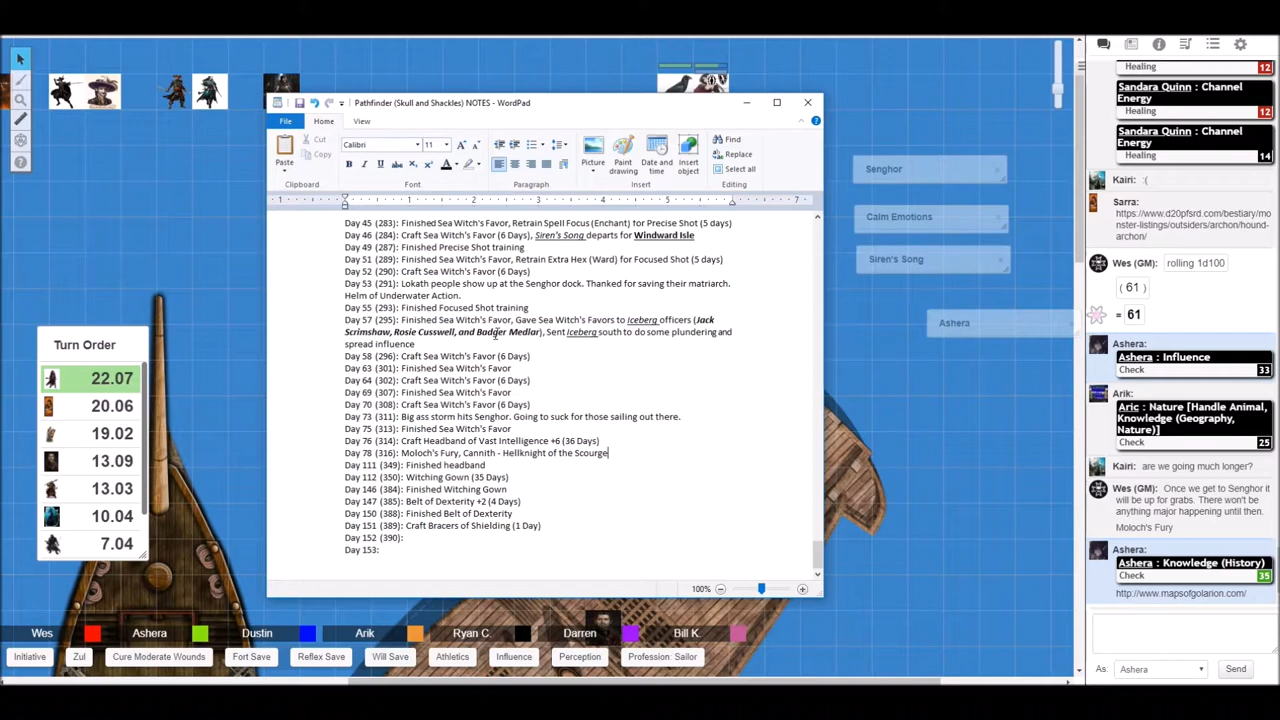 Pathfinder (Skull and Shackles) NOTES - WordPad
File
Home
View
Paste
Cut
Copy
Clipboard
Calibri
11
Font
Paragraph
Picture
Paint drawing
Date and time
Insert object
Insert
Find
Replace
Select all
Editing
1
1
2
3
4
5
6
7
Day 45 (283): Finished Sea Witch's Favor, Retrain Spell Focus (Enchant) for Precise Shot (5 days)
Day 46 (284): Craft Sea Witch's Favor (6 Days), Siren's Song departs for Windward Isle
Day 49 (287): Finished Precise Shot training
Day 51 (289): Finished Sea Witch's Favor, Retrain Extra Hex (Ward) for Focused Shot (5 days)
Day 52 (290): Craft Sea Witch's Favor (6 Days)
Day 53 (291): Lokath people show up at the Senghor dock. Thanked for saving their matriarch.
Helm of Underwater Action.
Day 55 (293): Finished Focused Shot training
Day 57 (295): Finished Sea Witch's Favor, Gave Sea Witch's Favors to Iceberg officers (Jack
Scrimshaw, Rosie Cusswell, and Badger Medlar), Sent Iceberg south to do some plundering and
spread influence
Day 58 (296): Craft Sea Witch's Favor (6 Days)
Day 63 (301): Finished Sea Witch's Favor
Day 64 (302): Craft Sea Witch's Favor (6 Days)
Day 69 (307): Finished Sea Witch's Favor
Day 70 (308): Craft Sea Witch's Favor (6 Days)
Day 73 (311): Big ass storm hits Senghor. Going to suck for those sailing out there.
Day 75 (313): Finished Sea Witch's Favor
Day 76 (314): Craft Headband of Vast Intelligence +6 (36 Days)
Day 78 (316): Moloch's Fury, Cannith - Hellknight of the Scourge
Day 111 (349): Finished headband
Day 112 (350): Witching Gown (35 Days)
Day 146 (384): Finished Witching Gown
Day 147 (385): Belt of Dexterity +2 (4 Days)
Day 150 (388): Finished Belt of Dexterity
Day 151 (389): Craft Bracers of Shielding (1 Day)
Day 152 (390):
Day 153:
100%
Turn Order
22.07
20.06
19.02
13.09
13.03
10.04
7.04
Senghor
Calm Emotions
Siren's Song
Ashera
Wes
Ashera
Dustin
Arik
Ryan C.
Darren
Bill K.
Initiative
Zul
Cure Moderate Wounds
Fort Save
Reflex Save
Will Save
Athletics
Influence
Perception
Profession: Sailor
Healing
12
Sandara Quinn : Channel
Energy
Healing
12
Sandara Quinn : Channel
Energy
Healing
14
Kairi: :(
Sarra:
https://www.d20pfsrd.com/bestiary/mo
nster-listings/outsiders/archon/hound-
archon/
Wes (GM): rolling 1d100
( 61 )
= 61
Ashera:
Ashera : Influence
Check
33
Arik:
Aric : Nature [Handle Animal,
Knowledge (Geography,
Nature)]
Check
41
Kairi: are we going much longer?
Wes (GM): Once we get to Senghor it
will be up for grabs. There won't be
anything major happening until then.
Moloch's Fury
Ashera:
Ashera : Knowledge (History)
Check
35
http://www.mapsofgolarion.com/
As:
Ashera
Send